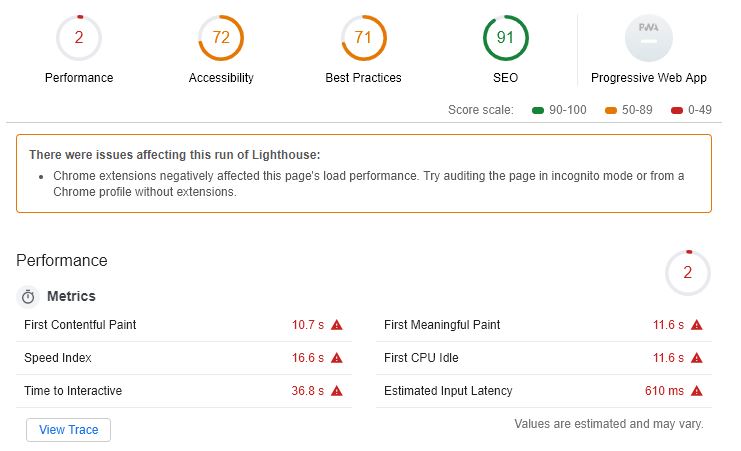 2 72 71 91 PWA
Performance Accessibility Best Practices SEO Progressive Web App
Score scale: 90-100 50-89 0-49
There were issues affecting this run of Lighthouse:
• Chrome extensions negatively affected this page's load performance. Try auditing the page in incognito mode or from a
Chrome profile without extensions.
Performance 2
Metrics
First Contentful Paint 10.7 s First Meaningful Paint 11.6 s
Speed Index 16.6 s First CPU Idle 11.6 s
Time to Interactive 36.8 s Estimated Input Latency 610 ms
View Trace Values are estimated and may vary.